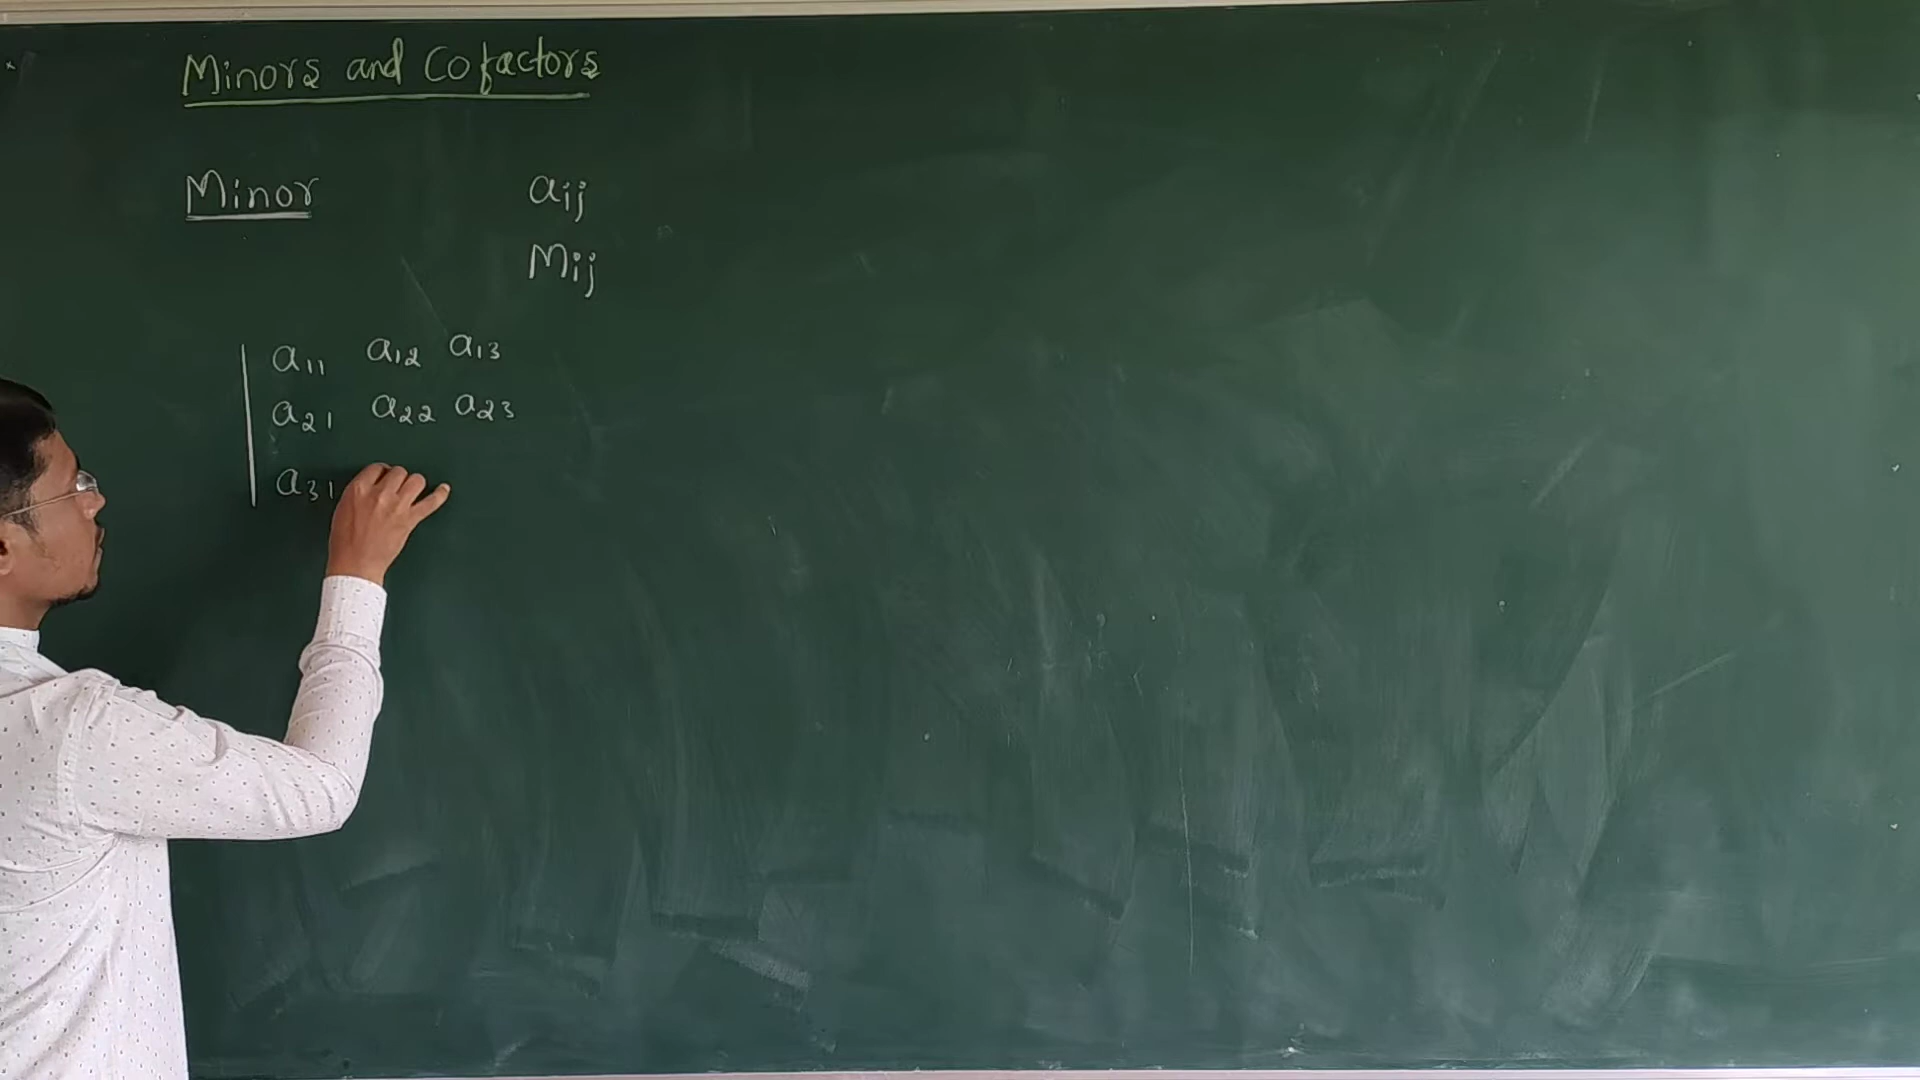 Minors and Cofactors
Minor aij
Mij
a11 a12 a13
a21 a22 a23
a31